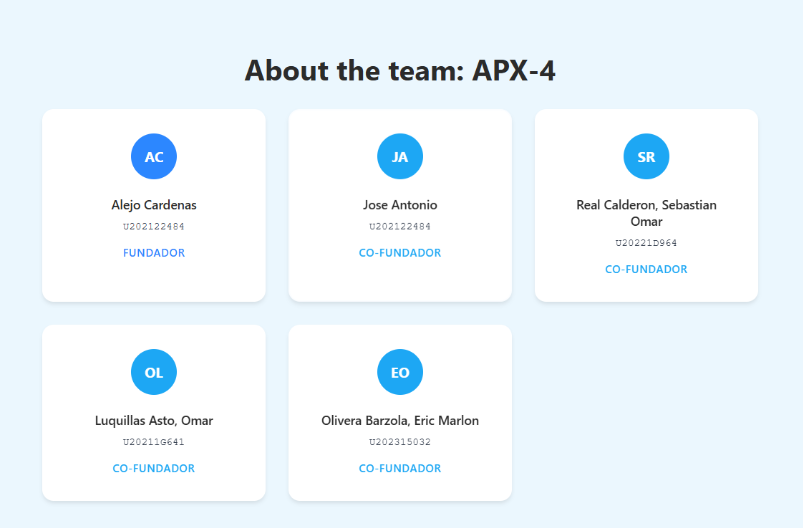 About the team: APX-4
AC
Alejo Cardenas
U202122484
FUNDADOR
JA
Jose Antonio
U202122484
CO-FUNDADOR
SR
Real Calderon, Sebastian
Omar
U20221D964
CO-FUNDADOR
OL
Luquillas Asto, Omar
U20211G641
CO-FUNDADOR
EO
Olivera Barzola, Eric Marlon
U202315032
CO-FUNDADOR